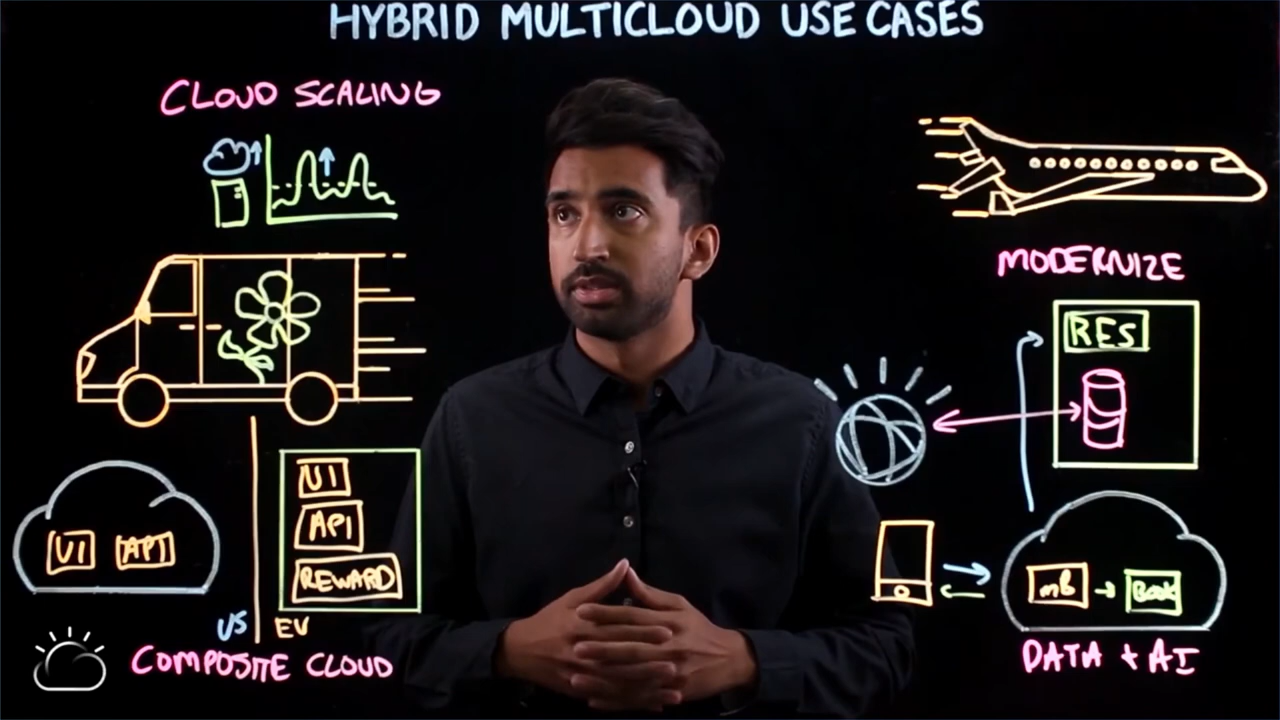 HYBRID MULTICLOUD USE CASES
CLOUD SCALING
MODERNIZE
RES
UI
API
REWARD
UI API
US EU
COMPOSITE CLOUD
mB BOOK
DATA + AI